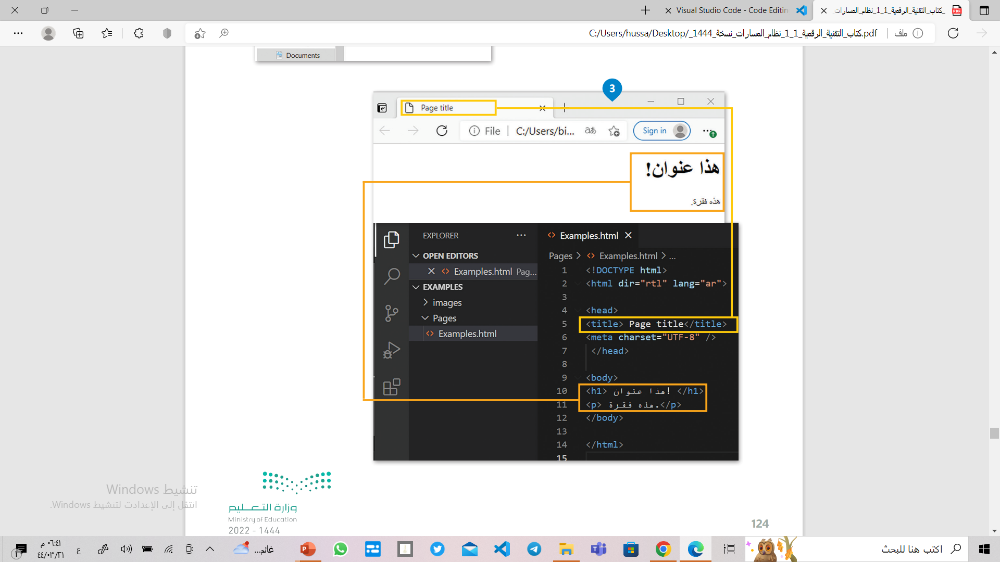 كتاب_التقنية_الرقمية_1_1_نظام_المسارات_
Visual Studio Code - Code Editin
ملف
C:/Users/hussa/Desktop/_1444_كتاب_التقنية_الرقمية_1_1_نظام_المسارات_نسخة.pdf
Documents
3
Page title
File
C:/Users/bi...
Sign in
هذا عنوان!
هذه فقرة.
EXPLORER
Examples.html
OPEN EDITORS
Pages > Examples.html > ...
Examples.html Pag...
EXAMPLES
images
Pages
Examples.html
1 <!DOCTYPE html>
2 <html dir="rtl" lang="ar">
3
4 <head>
5 <title> Page title</title>
6 <meta charset="UTF-8" />
7 </head>
8
9 <body>
10 <h1> هذا عنوان! </h1>
11 <p> هذه فقرة.</p>
12 </body>
13
14 </html>
15
تنشيط Windows
انتقل إلى الإعدادت لتنشيط Windows.
وزارة التعليم
Ministry of Education
2022 - 1444
124
اكتب هنا للبحث
غائم...
ع
٠٦:٤١ م
٤٤/٠٣/٢١